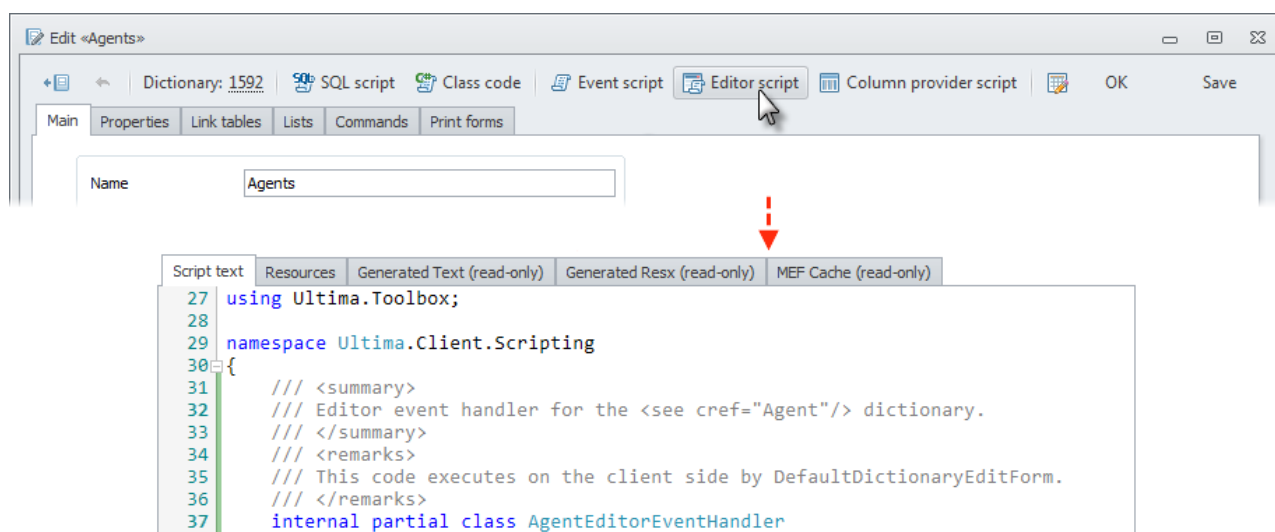 Edit «Agents»
Dictionary: 1592 SQL script Class code Event script Editor script Column provider script OK Save
Main Properties Link tables Lists Commands Print forms
Name Agents
Script text Resources Generated Text (read-only) Generated Resx (read-only) MEF Cache (read-only)
27 using Ultima.Toolbox;
28
29 namespace Ultima.Client.Scripting
30 {
31 /// <summary>
32 /// Editor event handler for the <see cref="Agent"/> dictionary.
33 /// </summary>
34 /// <remarks>
35 /// This code executes on the client side by DefaultDictionaryEditForm.
36 /// </remarks>
37 internal partial class AgentEditorEventHandler